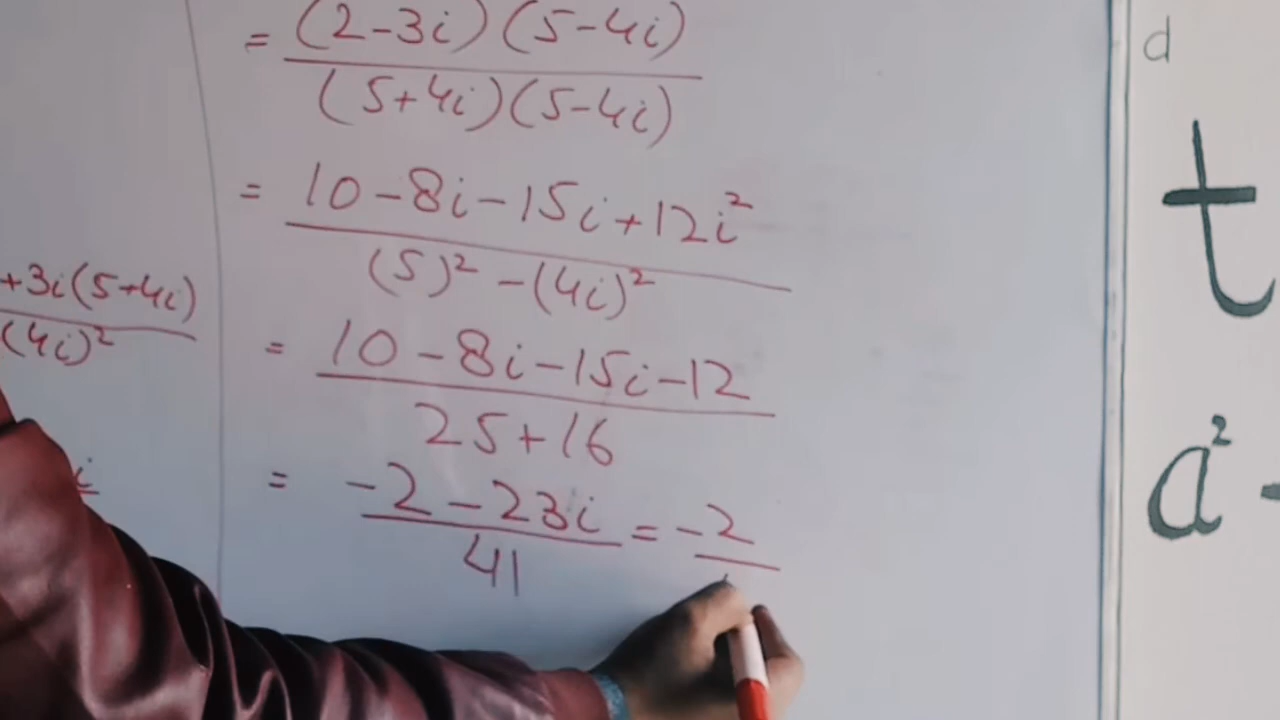 = (2-3i)(5-4i) / (5+4i)(5-4i)
= 10-8i-15i+12i² / (5)²-(4i)²
= 10-8i-15i-12 / 25+16
= -2-23i / 41 = -2 /
+3i(5+4i) / (4i)²
i
d
t
a² -